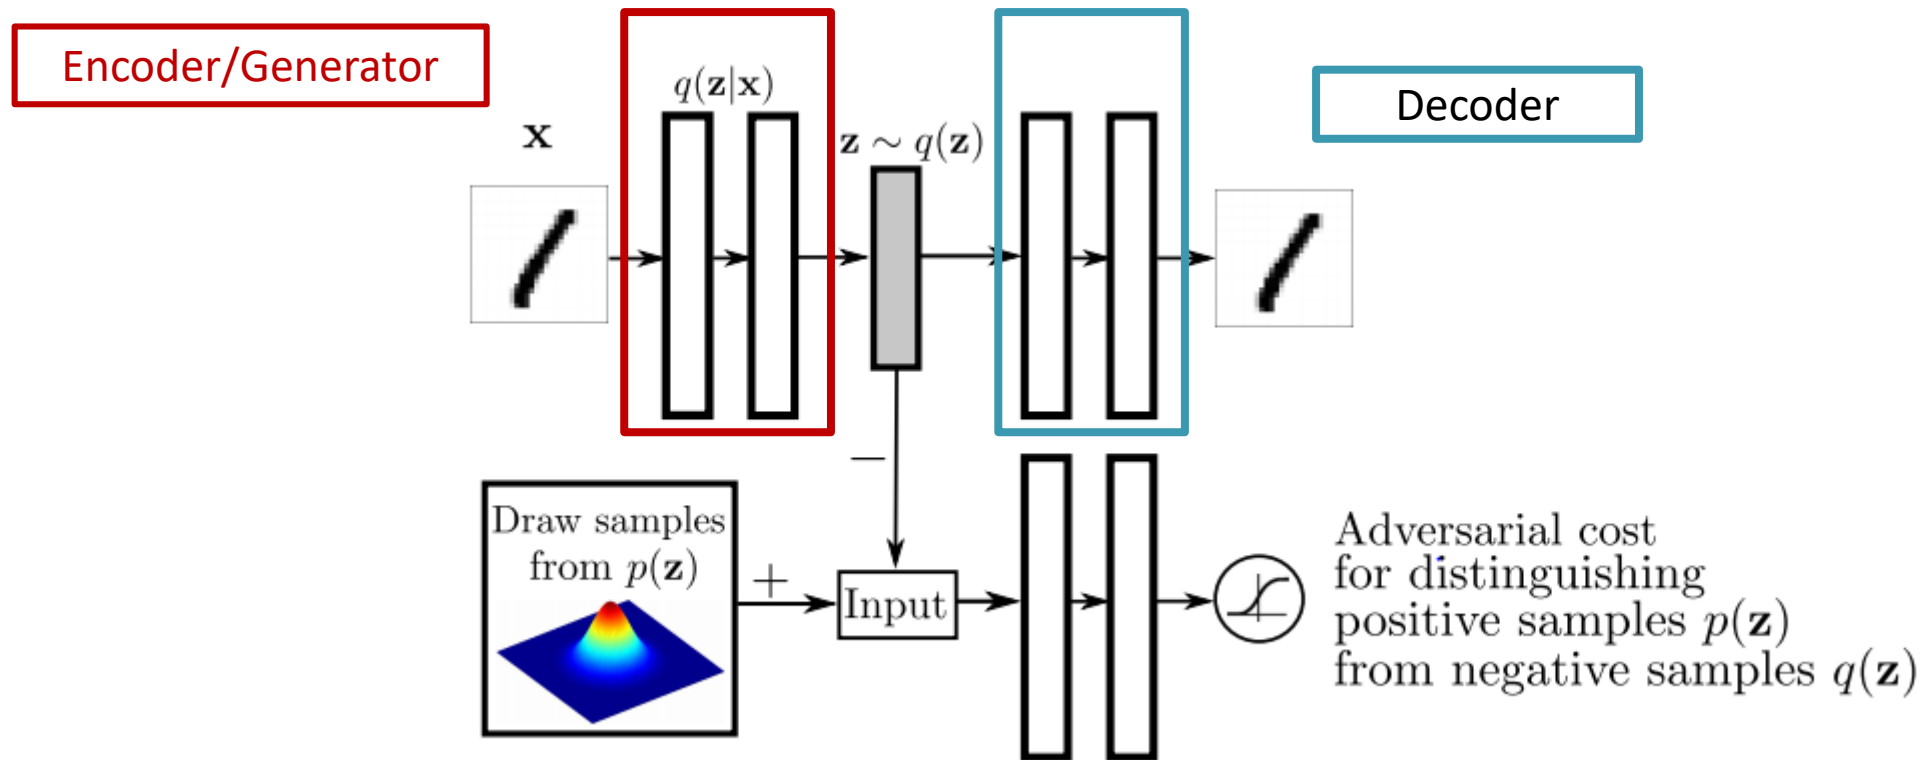 Encoder/Generator
q(z|x)
Decoder
x
z ∼ q(z)
−
Draw samples
from p(z)
+
Input
Adversarial cost
for distinguishing
positive samples p(z)
from negative samples q(z)